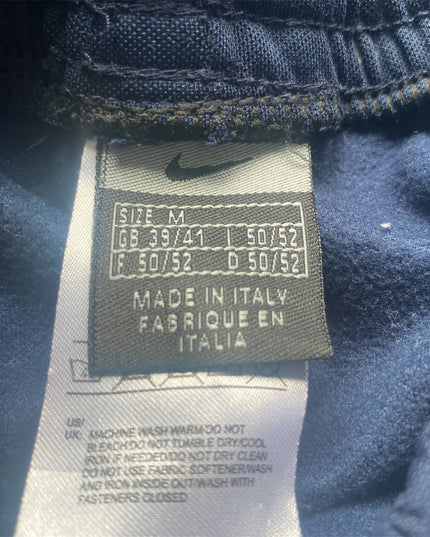 SIZE M
GB 39/41 I 50/52
F 50/52 D 50/52
MADE IN ITALY
FABRIQUE EN
ITALIA
US/
UK: MACHINE WASH WARM/DO NOT
BLEACH/DO NOT TUMBLE DRY/COOL
IRON IF NEEDED/DO NOT DRY CLEAN
DO NOT USE FABRIC SOFTENER/WASH
AND IRON INSIDE OUT/WASH WITH
FASTENERS CLOSED